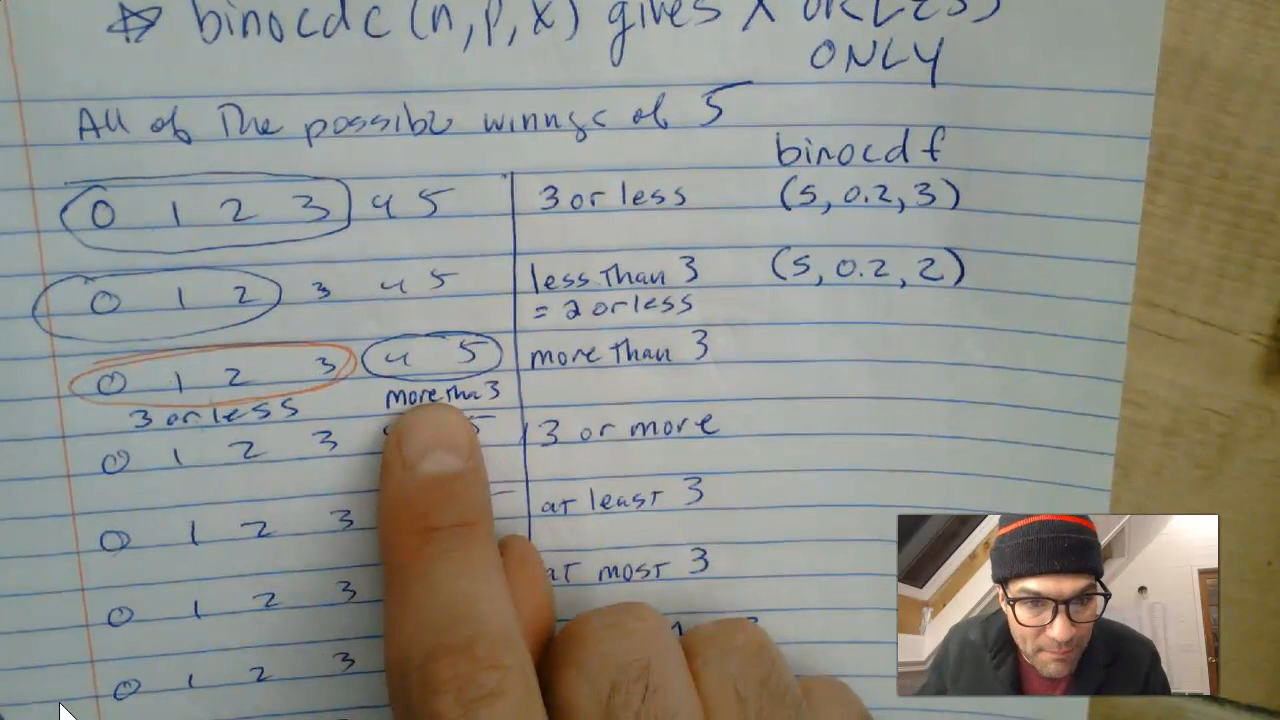 ☆ binocdc (n, p, x) gives X or (LESS)
ONLY
All of The possible winngs of 5
binocdf
0 1 2 3 4 5 3 or less (5, 0.2, 3)
0 1 2 3 4 5 less Than 3 (5, 0.2, 2)
= 2 or less
0 1 2 3 4 5 more Than 3
3 or less more tha 3
0 1 2 3 5 3 or more
0 1 2 3 at least 3
0 1 2 3 at most 3
0 1 2 3